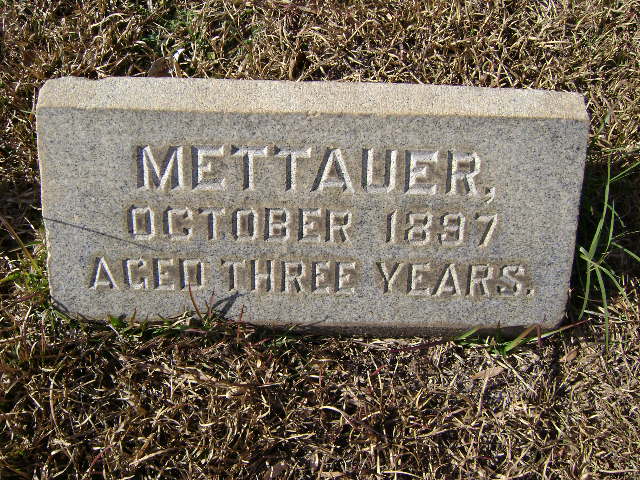 METTAUER,
OCTOBER 1897
AGED THREE YEARS.